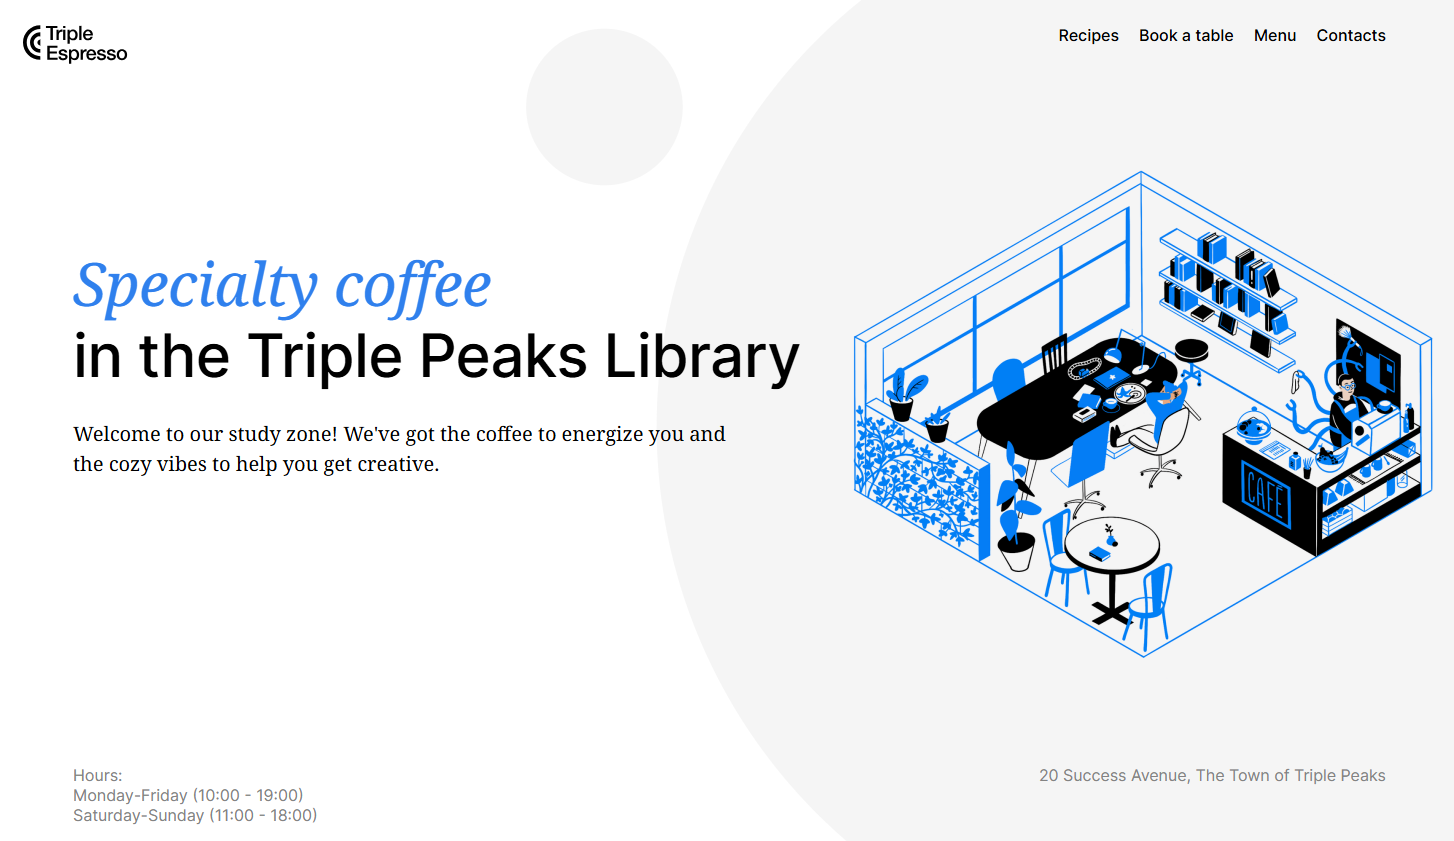 Triple
Espresso
Recipes Book a table Menu Contacts
Specialty coffee
in the Triple Peaks Library
Welcome to our study zone! We've got the coffee to energize you and
the cozy vibes to help you get creative.
CAFÉ
Hours:
Monday-Friday (10:00 - 19:00)
Saturday-Sunday (11:00 - 18:00)
20 Success Avenue, The Town of Triple Peaks